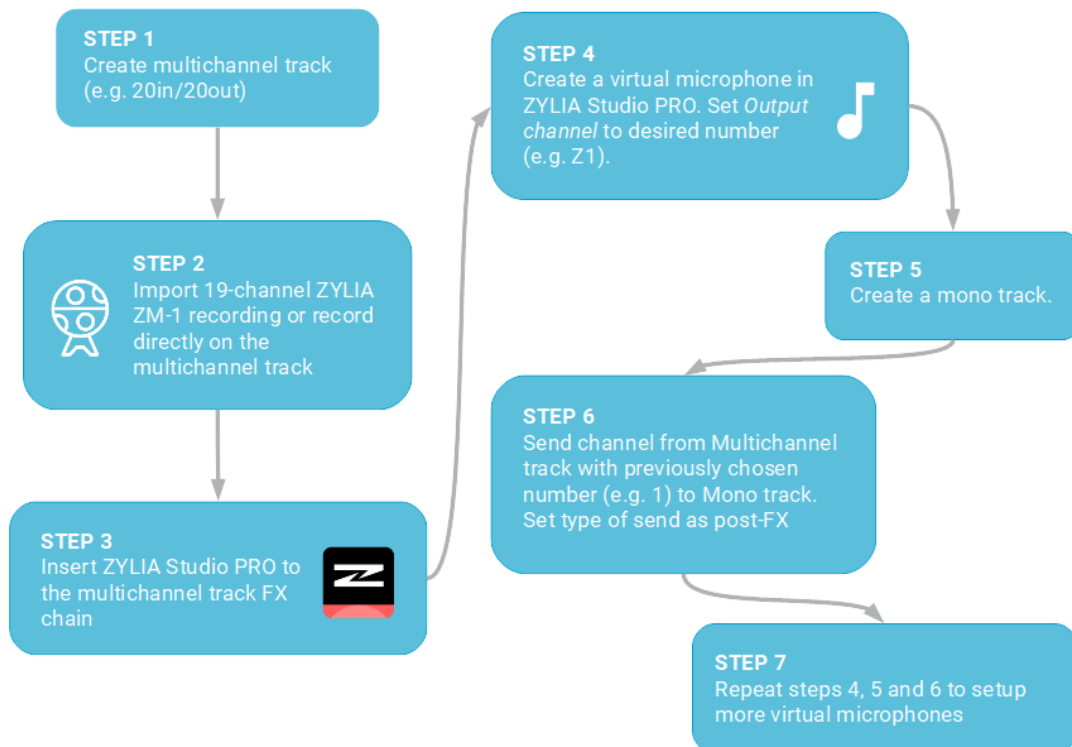 STEP 1
Create multichannel track
(e.g. 20in/20out)
STEP 2
Import 19-channel ZYLIA
ZM-1 recording or record
directly on the
multichannel track
STEP 3
Insert ZYLIA Studio PRO to
the multichannel track FX
chain
STEP 4
Create a virtual microphone in
ZYLIA Studio PRO. Set Output
channel to desired number
(e.g. Z1).
STEP 5
Create a mono track.
STEP 6
Send channel from Multichannel
track with previously chosen
number (e.g. 1) to Mono track.
Set type of send as post-FX
STEP 7
Repeat steps 4, 5 and 6 to setup
more virtual microphones